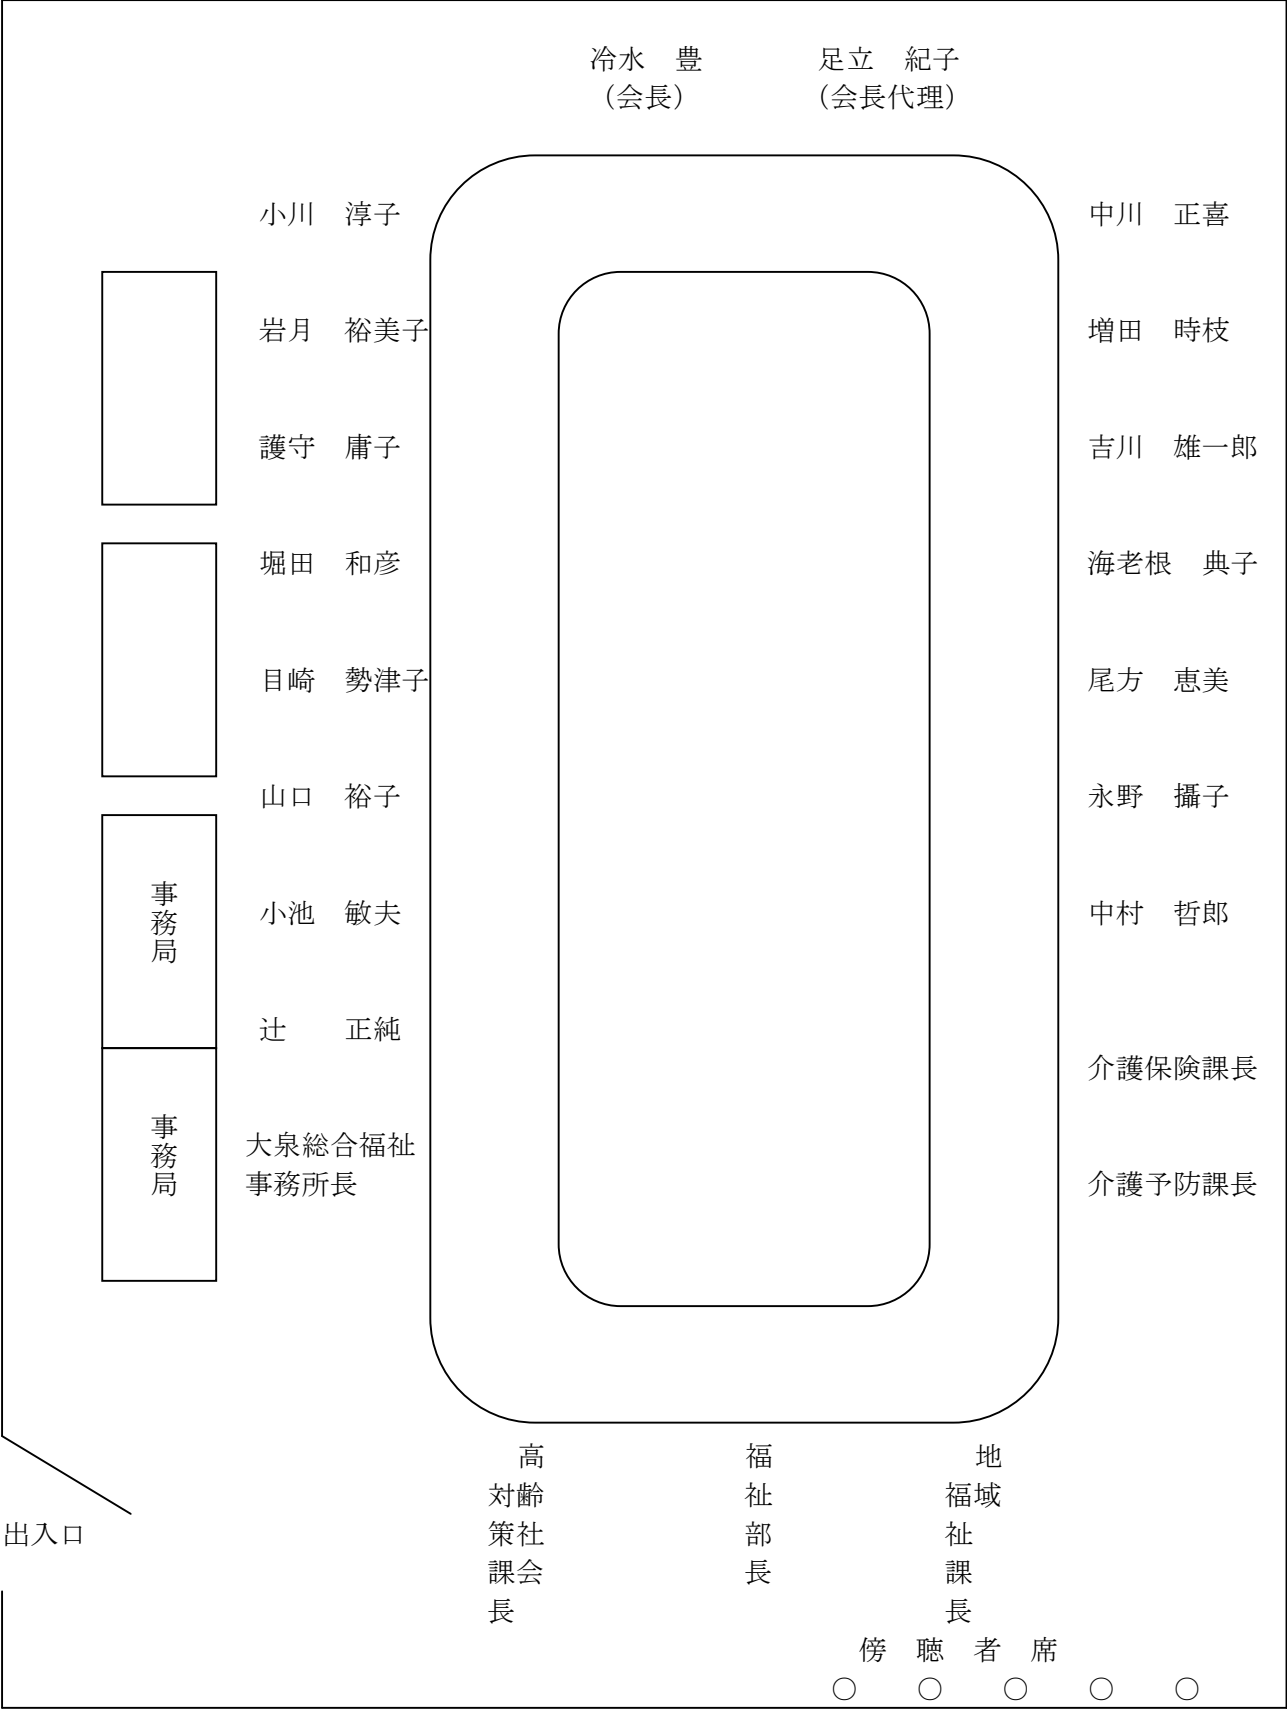 冷水　豊　　　　足立　紀子
（会長）　　　　（会長代理）
小川　淳子　　　　中川　正喜
岩月　裕美子　　　　増田　時枝
護守　庸子　　　　吉川　雄一郎
堀田　和彦　　　　海老根　典子
目崎　勢津子　　　　尾方　恵美
山口　裕子　　　　永野　攝子
事務局
小池　敏夫　　　　中村　哲郎
辻　　正純
介護保険課長
事務局
大泉総合福祉
事務所長　　　　介護予防課長
高齢社会
対策課長
福祉部長
地域
福祉課長
出入口
傍　聴　者　席
○　○　○　○　○